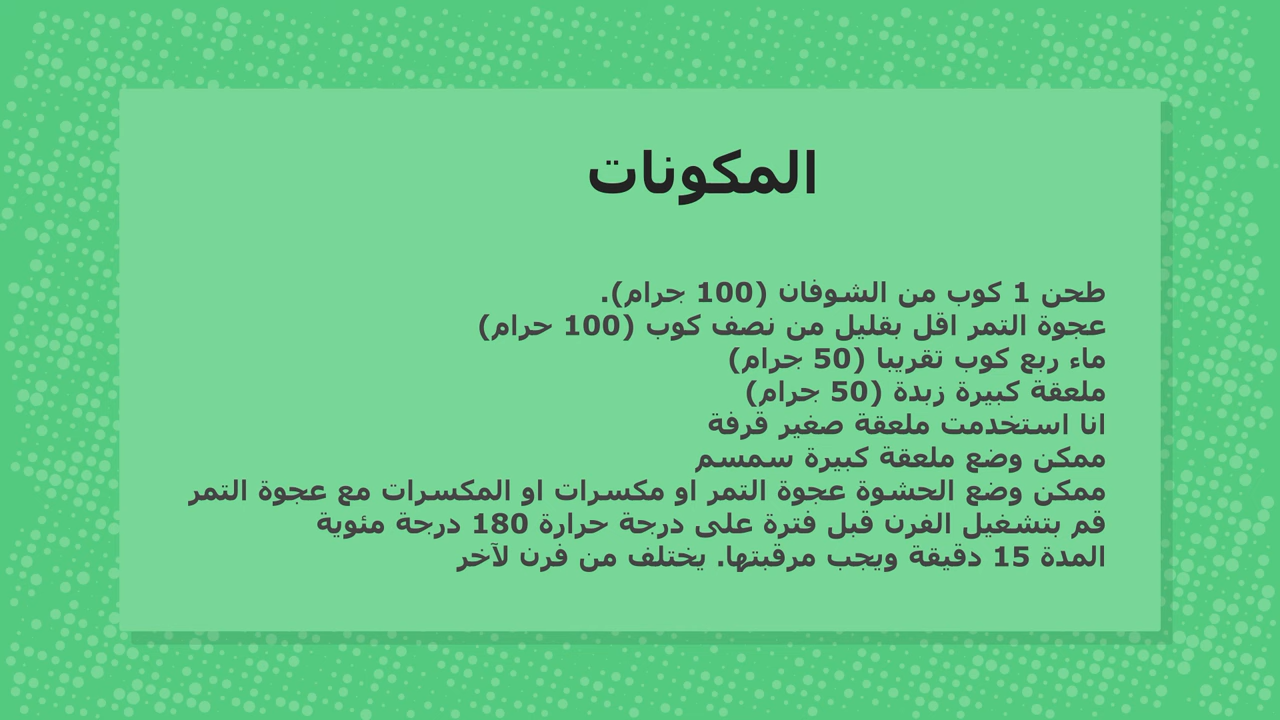 المكونات
طحن 1 كوب من الشوفان (100 جرام).
عجوة التمر اقل بقليل من نصف كوب (100 جرام)
ماء ربع كوب تقريبا (50 جرام)
ملعقة كبيرة زبدة (50 جرام)
انا استخدمت ملعقة صغير قرفة
ممكن وضع ملعقة كبيرة سمسم
ممكن وضع الحشوة عجوة التمر او مكسرات او المكسرات مع عجوة التمر
قم بتشغيل الفرن قبل فترة على درجة حرارة 180 درجة مئوية
المدة 15 دقيقة ويجب مرقبتها. يختلف من فرن لآخر